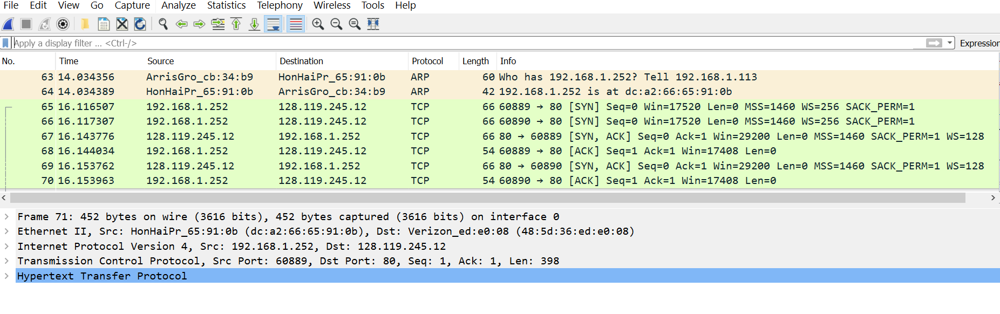 File Edit View Go Capture Analyze Statistics Telephony Wireless Tools Help
Apply a display filter ... <Ctrl-/> Expression
No. Time Source Destination Protocol Length Info
63 14.034356 ArrisGro_cb:34:b9 HonHaiPr_65:91:0b ARP 60 Who has 192.168.1.252? Tell 192.168.1.113
64 14.034389 HonHaiPr_65:91:0b ArrisGro_cb:34:b9 ARP 42 192.168.1.252 is at dc:a2:66:65:91:0b
65 16.116507 192.168.1.252 128.119.245.12 TCP 66 60889 → 80 [SYN] Seq=0 Win=17520 Len=0 MSS=1460 WS=256 SACK_PERM=1
66 16.117307 192.168.1.252 128.119.245.12 TCP 66 60890 → 80 [SYN] Seq=0 Win=17520 Len=0 MSS=1460 WS=256 SACK_PERM=1
67 16.143776 128.119.245.12 192.168.1.252 TCP 66 80 → 60889 [SYN, ACK] Seq=0 Ack=1 Win=29200 Len=0 MSS=1460 SACK_PERM=1 WS=128
68 16.144034 192.168.1.252 128.119.245.12 TCP 54 60889 → 80 [ACK] Seq=1 Ack=1 Win=17408 Len=0
69 16.153762 128.119.245.12 192.168.1.252 TCP 66 80 → 60890 [SYN, ACK] Seq=0 Ack=1 Win=29200 Len=0 MSS=1460 SACK_PERM=1 WS=128
70 16.153963 192.168.1.252 128.119.245.12 TCP 54 60890 → 80 [ACK] Seq=1 Ack=1 Win=17408 Len=0
Frame 71: 452 bytes on wire (3616 bits), 452 bytes captured (3616 bits) on interface 0
Ethernet II, Src: HonHaiPr_65:91:0b (dc:a2:66:65:91:0b), Dst: Verizon_ed:e0:08 (48:5d:36:ed:e0:08)
Internet Protocol Version 4, Src: 192.168.1.252, Dst: 128.119.245.12
Transmission Control Protocol, Src Port: 60889, Dst Port: 80, Seq: 1, Ack: 1, Len: 398
Hypertext Transfer Protocol